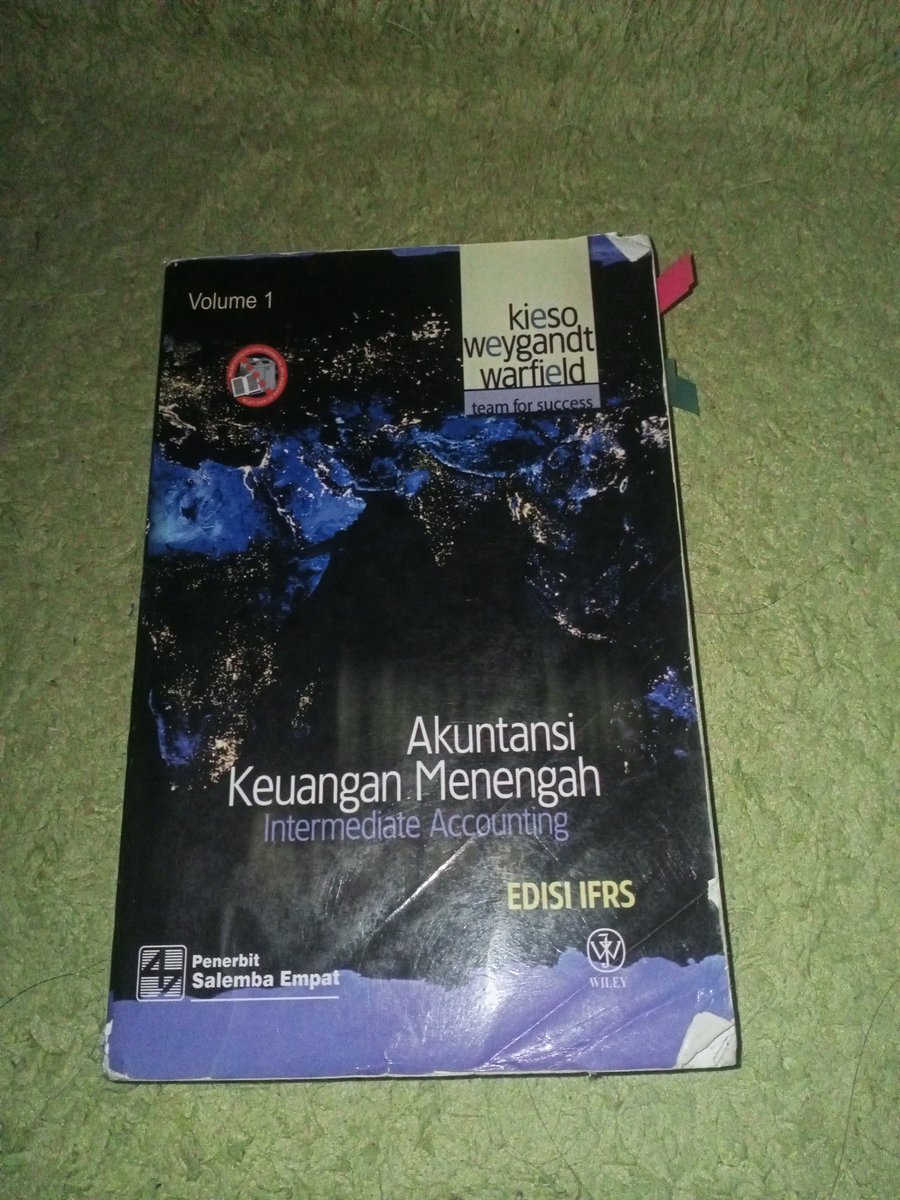 Volume 1
kieso
weygandt
warfield
team for success
Akuntansi
Keuangan Menengah
Intermediate Accounting
EDISI IFRS
Penerbit
Salemba Empat
WILEY